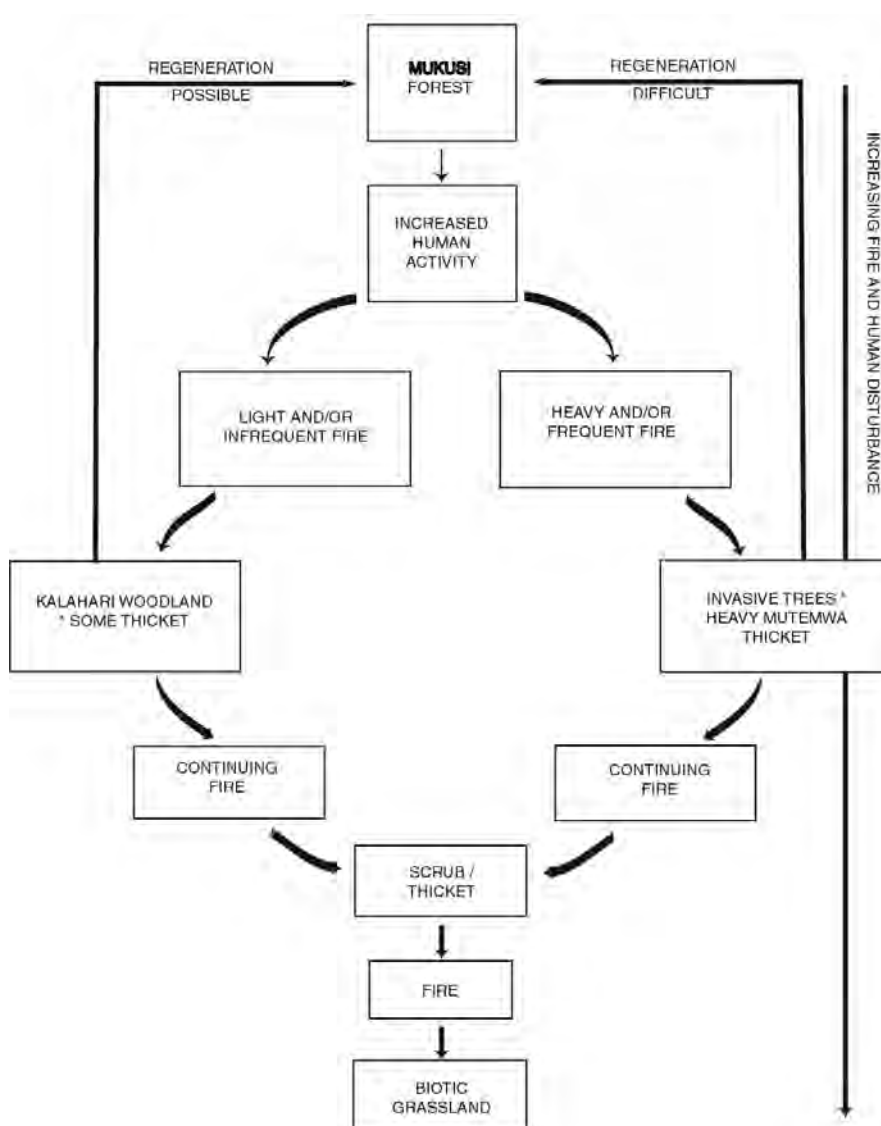 REGENERATION
POSSIBLE
MUKUSI
FOREST
REGENERATION
DIFFICULT
INCREASING FIRE AND HUMAN DISTURBANCE
INCREASED
HUMAN
ACTIVITY
LIGHT AND/OR
INFREQUENT FIRE
HEAVY AND/OR
FREQUENT FIRE
KALAHARI WOODLAND
* SOME THICKET
INVASIVE TREES *
HEAVY MUTEMWA
THICKET
CONTINUING
FIRE
CONTINUING
FIRE
SCRUB /
THICKET
FIRE
BIOTIC
GRASSLAND